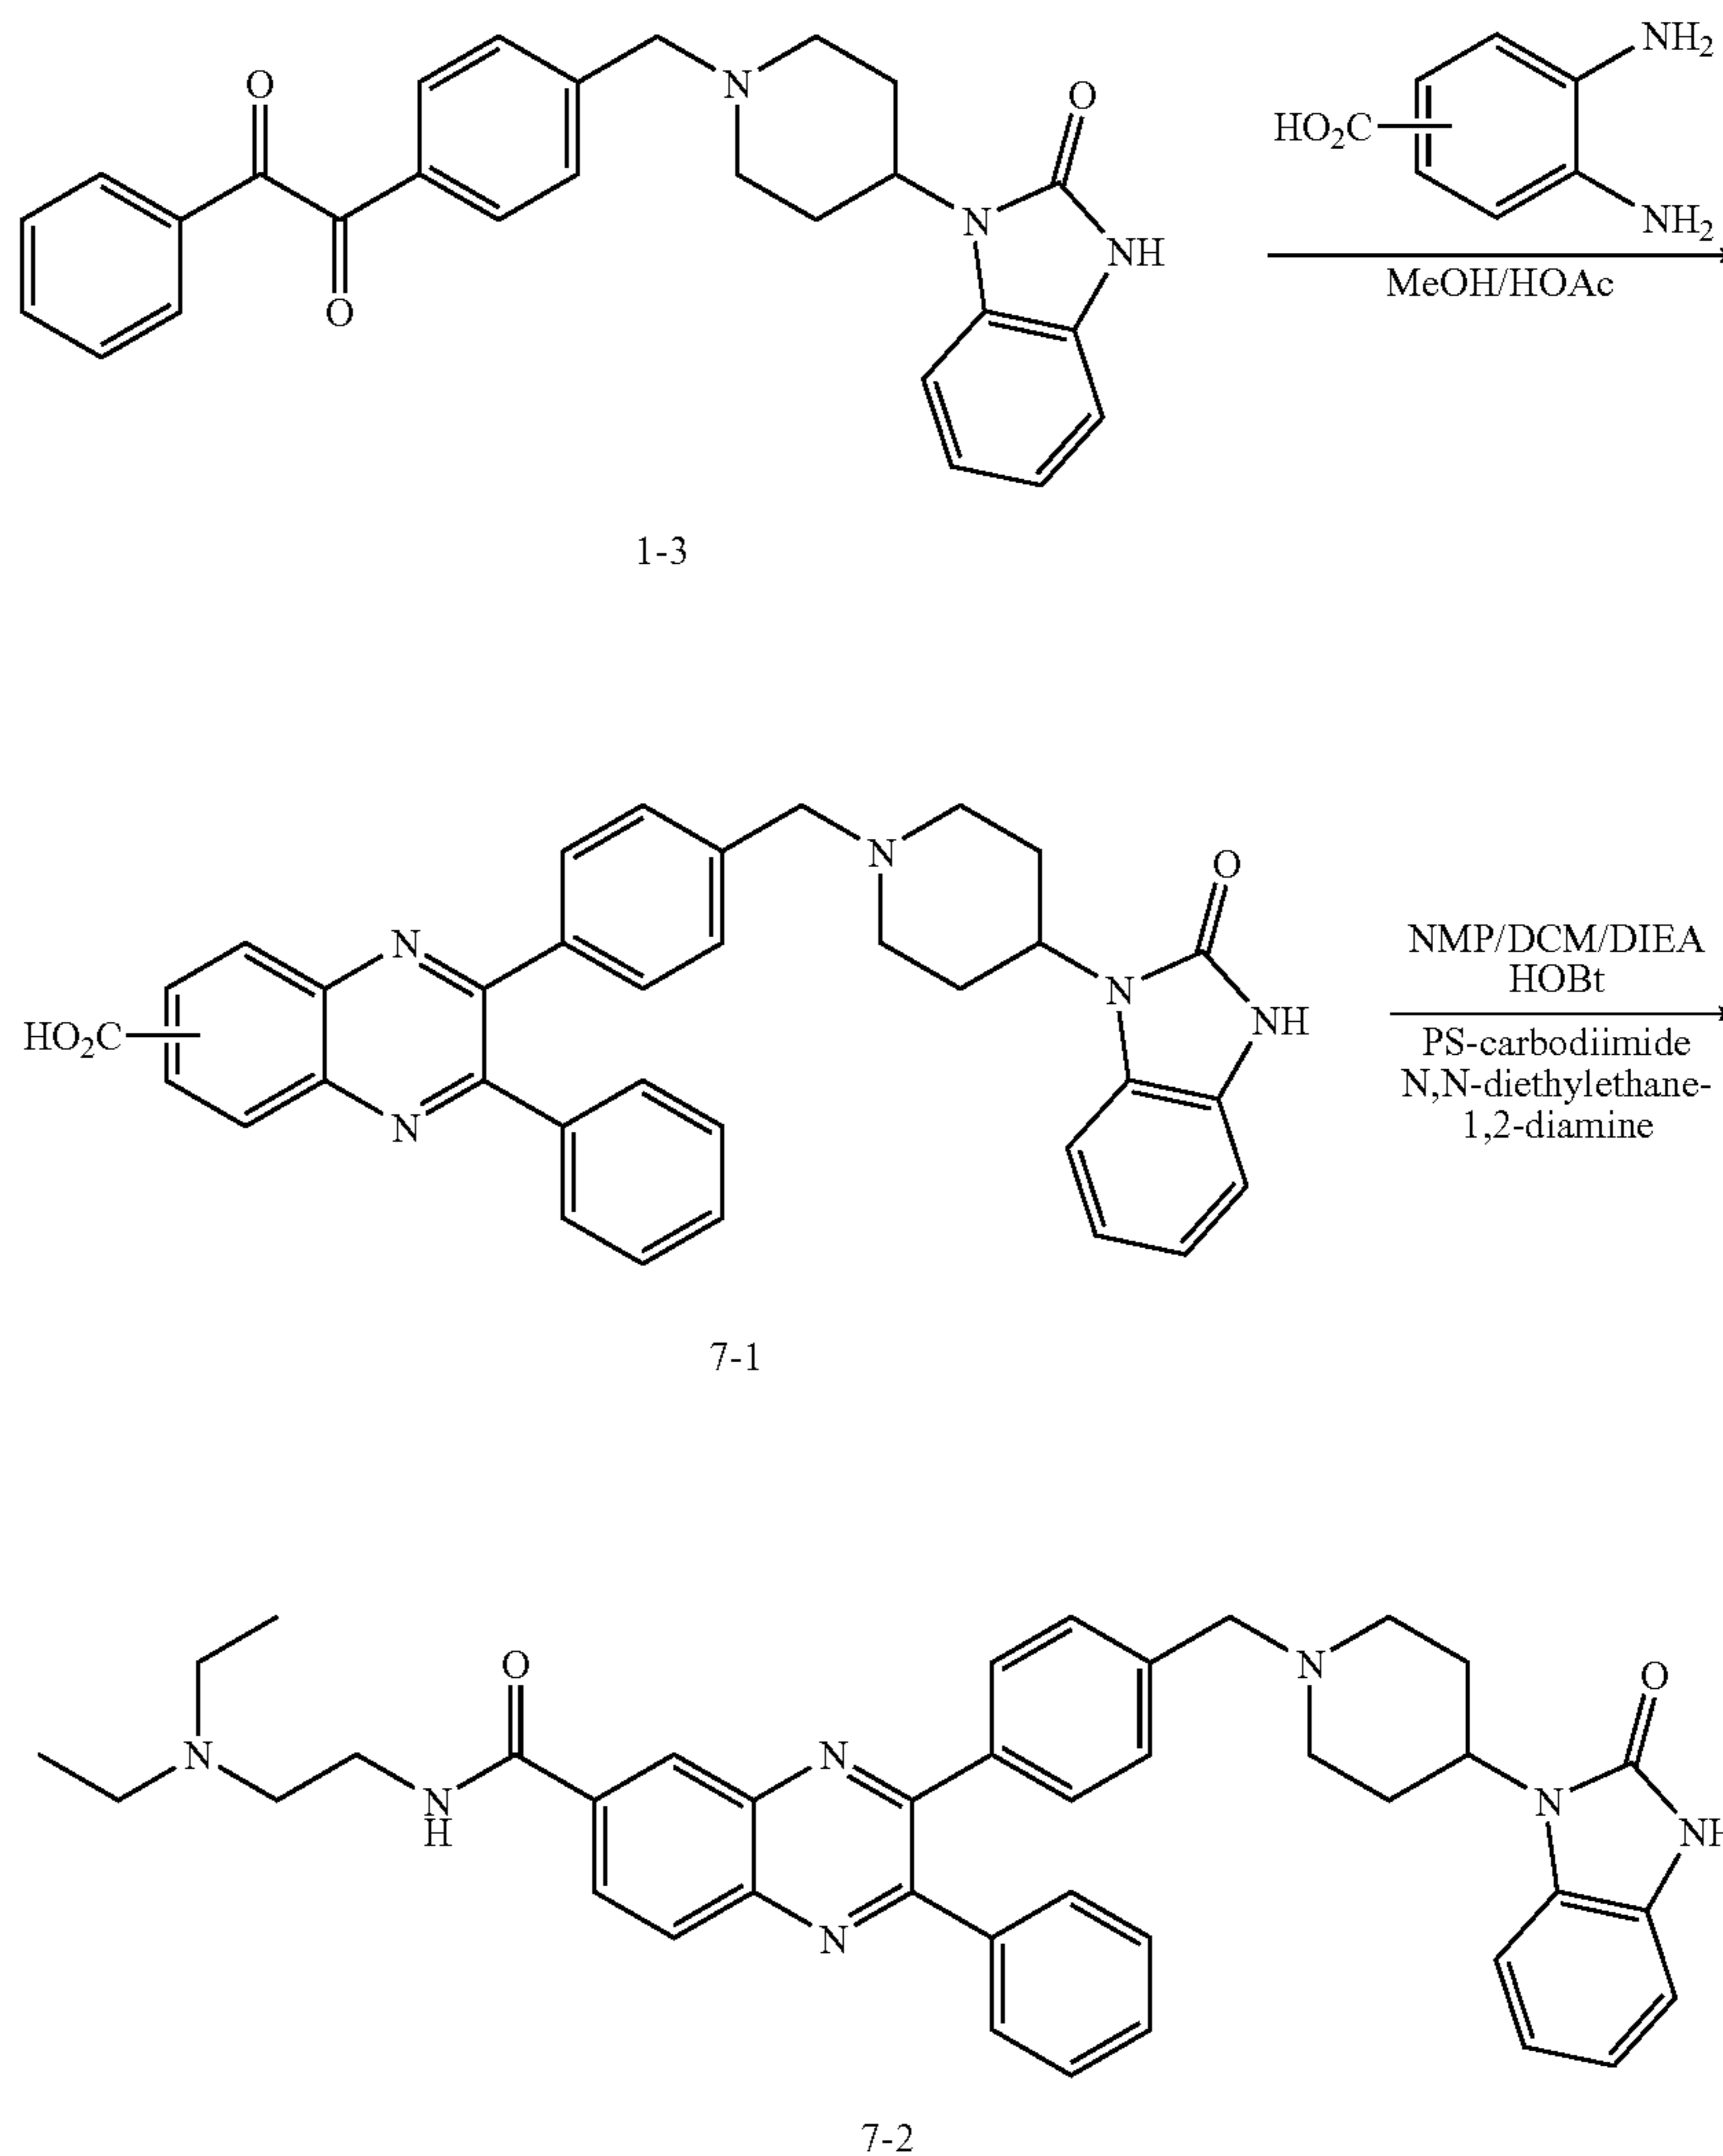 O
N
O
NH₂
HO₂C
NH₂
O
N
NH
MeOH/HOAc
1-3
N
O
N
N
NH
HO₂C
N
NMP/DCM/DIEA
HOBt
PS-carbodiimide
N,N-diethylethane-
1,2-diamine
7-1
O
N
O
N
N
N
H
N
NH
N
7-2